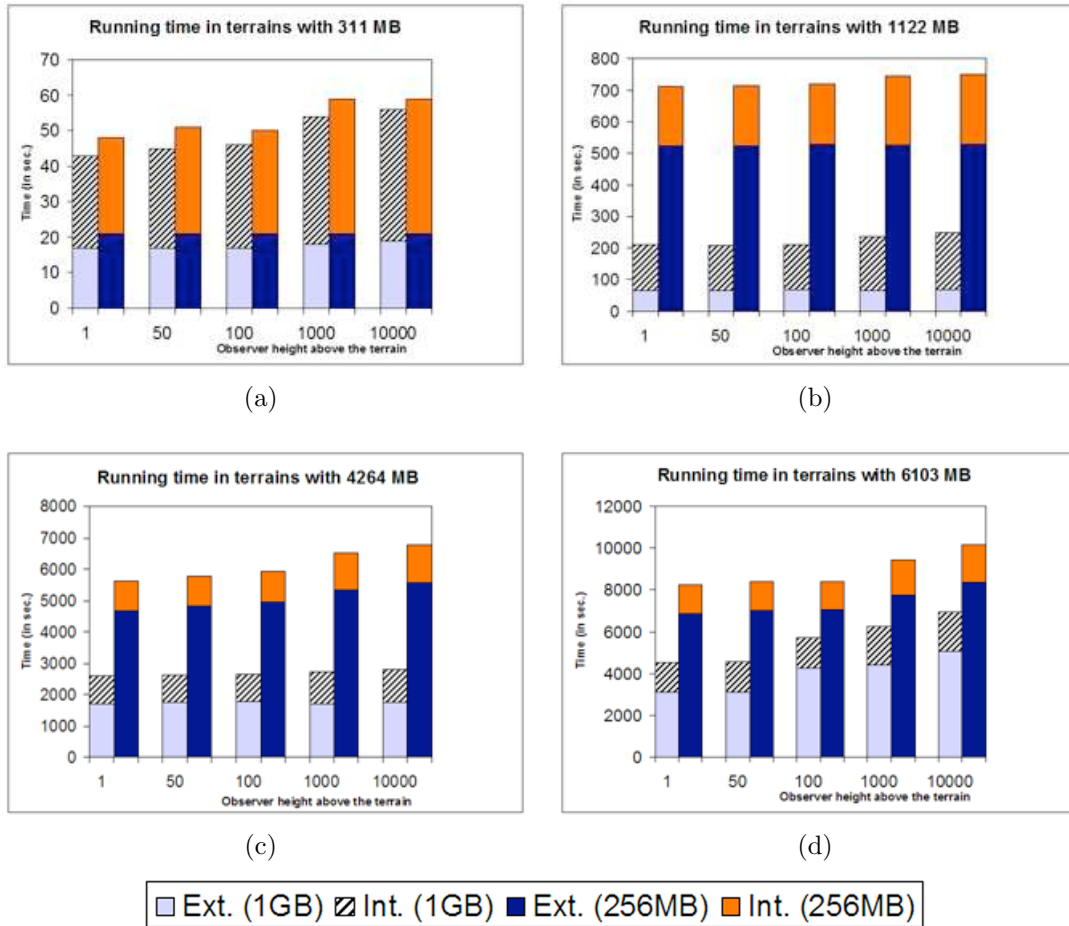 Running time in terrains with 311 MB
70
60
50
40
30
20
10
0
Time (in sec.)
1 50 100 1000 10000
Observer height above the terrain
(a)
Running time in terrains with 1122 MB
800
700
600
500
400
300
200
100
0
Time (in sec.)
1 50 100 1000 10000
Observer height above the terrain
(b)
Running time in terrains with 4264 MB
8000
7000
6000
5000
4000
3000
2000
1000
0
Time (in sec.)
1 50 100 1000 10000
Observer height above the terrain
(c)
Running time in terrains with 6103 MB
12000
10000
8000
6000
4000
2000
0
Time (in sec.)
1 50 100 1000 10000
Observer height above the terrain
(d)
Ext. (1GB) Int. (1GB) Ext. (256MB) Int. (256MB)